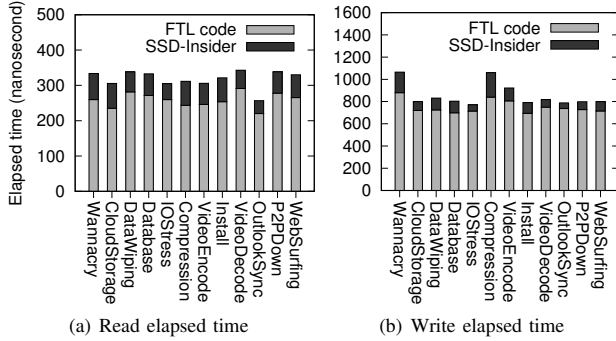 Elapsed time (nanosecond)
500
400
300
200
100
0
FTL code
SSD-Insider
Wannacry
CloudStorage
DataWiping
Database
IOStress
Compression
VideoEncode
Install
VideoDecode
OutlookSync
P2PDown
WebSurfing
(a) Read elapsed time
1600
1400
1200
1000
800
600
400
200
0
FTL code
SSD-Insider
Wannacry
CloudStorage
DataWiping
Database
IOStress
Compression
VideoEncode
Install
VideoDecode
OutlookSync
P2PDown
WebSurfing
(b) Write elapsed time